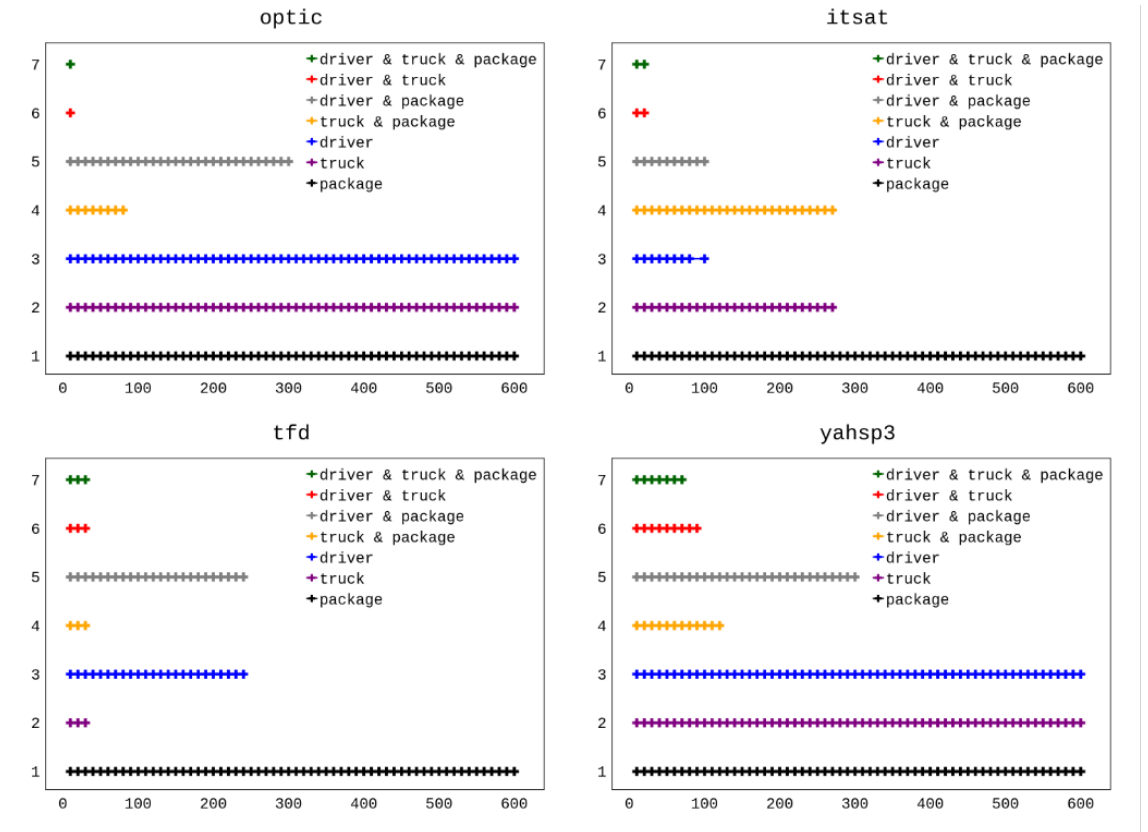 optic
7
6
5
4
3
2
1
driver & truck & package
driver & truck
driver & package
truck & package
driver
truck
package
0 100 200 300 400 500 600
itsat
7
6
5
4
3
2
1
driver & truck & package
driver & truck
driver & package
truck & package
driver
truck
package
0 100 200 300 400 500 600
tfd
7
6
5
4
3
2
1
driver & truck & package
driver & truck
driver & package
truck & package
driver
truck
package
0 100 200 300 400 500 600
yahsp3
7
6
5
4
3
2
1
driver & truck & package
driver & truck
driver & package
truck & package
driver
truck
package
0 100 200 300 400 500 600